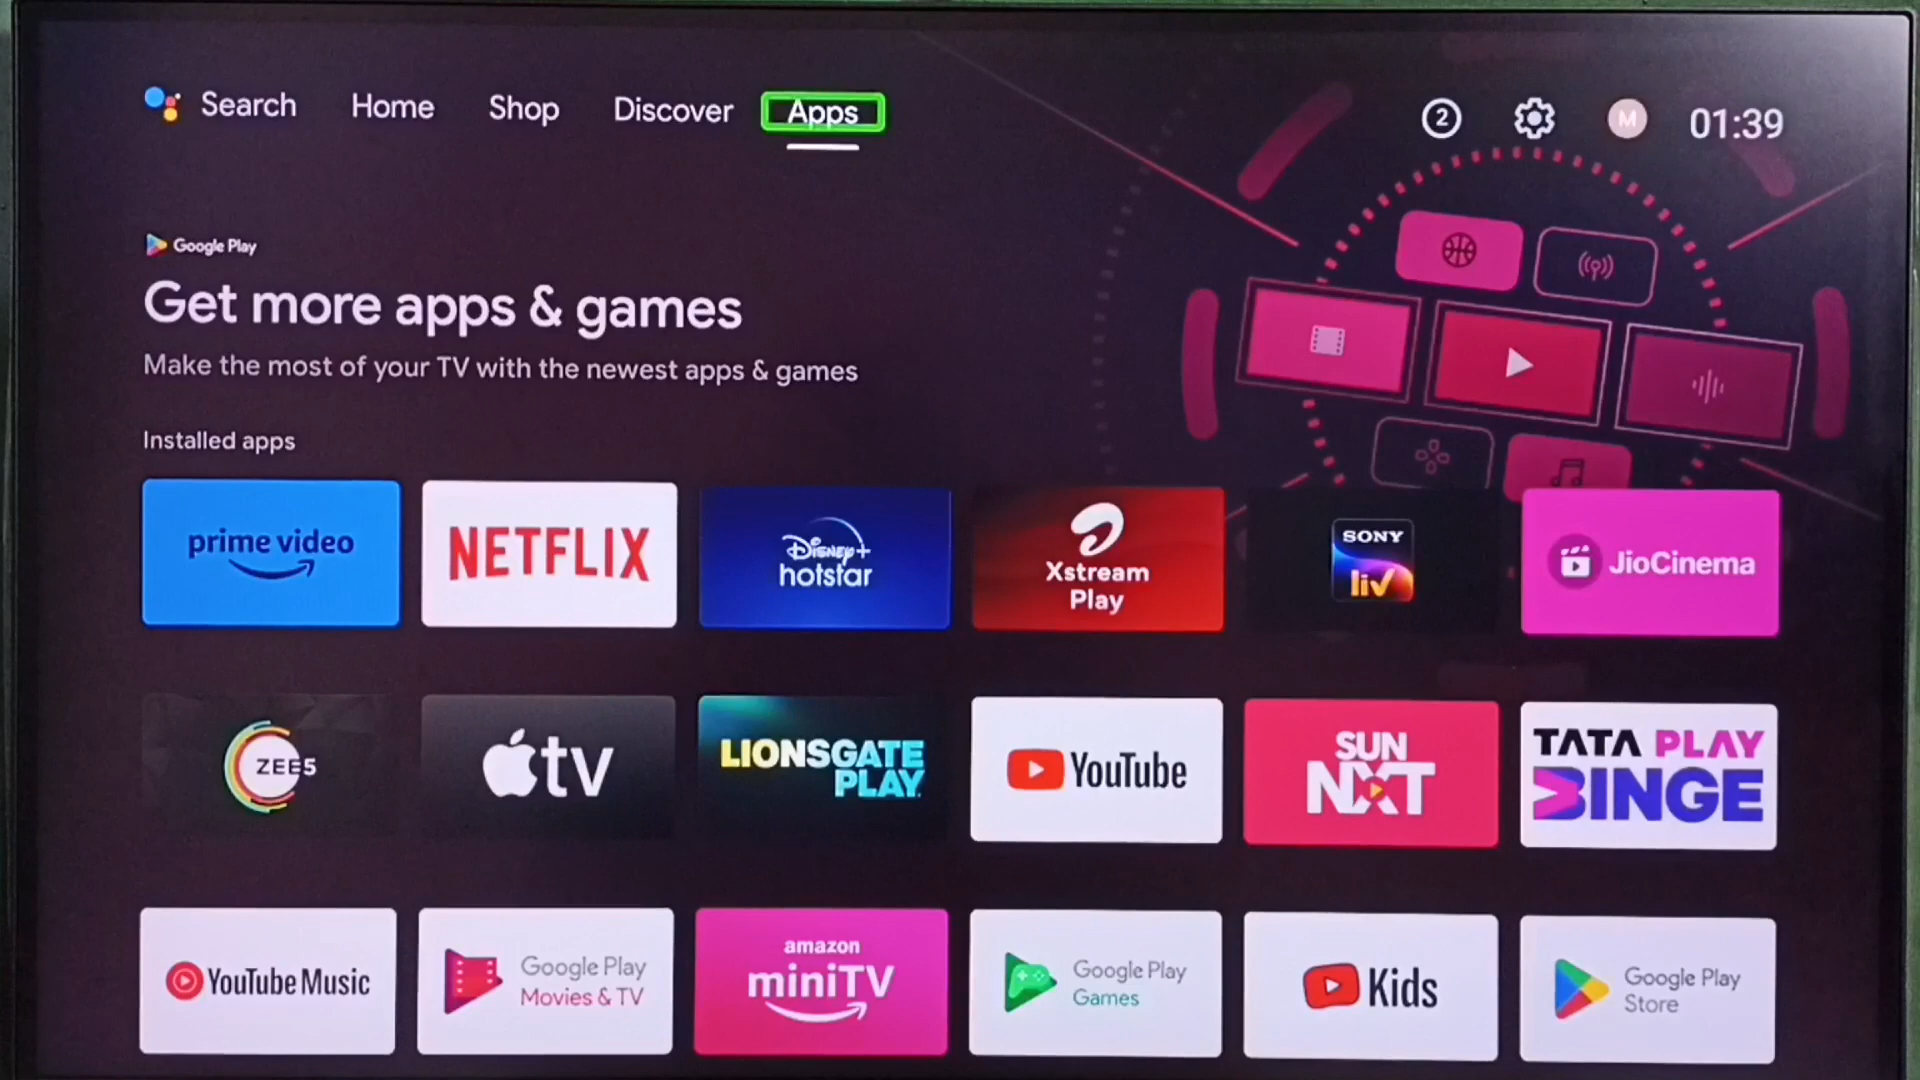 Search Home Shop Discover Apps 2 M 01:39
Google Play
Get more apps & games
Make the most of your TV with the newest apps & games
Installed apps
prime video
NETFLIX
Disney+
hotstar
Xstream
Play
SONY
liv
JioCinema
ZEE5
tv
LIONSGATE
PLAY
YouTube
SUN
NXT
TATA PLAY
BINGE
YouTube Music
Google Play
Movies & TV
amazon
miniTV
Google Play
Games
Kids
Google Play
Store